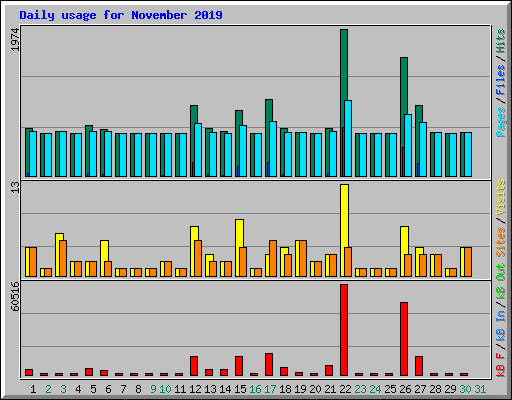 Daily usage for November 2019
1974
Pages/Files/Hits
13
Sites/Visits
60516
kB F/kB In/kB Out
1 2 3 4 5 6 7 8 9 10 11 12 13 14 15 16 17 18 19 20 21 22 23 24 25 26 27 28 29 30 31